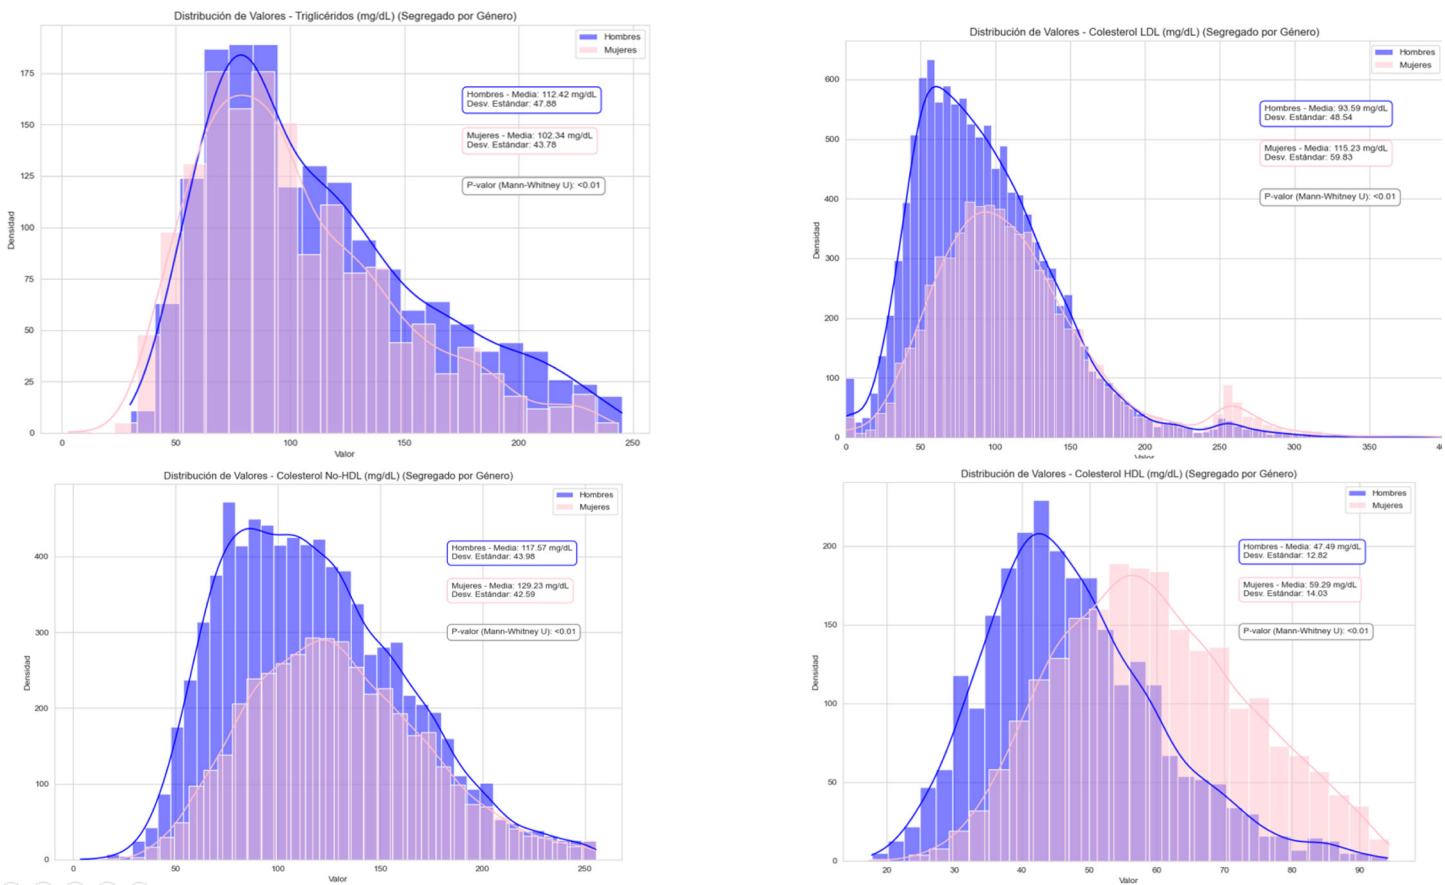 Distribución de Valores - Triglicéridos (mg/dL) (Segregado por Género)
Hombres
Mujeres
Hombres - Media: 112.42 mg/dL
Desv. Estándar: 47.88
Mujeres - Media: 102.34 mg/dL
Desv. Estándar: 43.78
P-valor (Mann-Whitney U): <0.01
Densidad
175
150
125
100
75
50
25
0
0 50 100 150 200 250
Valor
Distribución de Valores - Colesterol LDL (mg/dL) (Segregado por Género)
Hombres
Mujeres
Hombres - Media: 93.59 mg/dL
Desv. Estándar: 48.54
Mujeres - Media: 115.23 mg/dL
Desv. Estándar: 59.83
P-valor (Mann-Whitney U): <0.01
Densidad
600
500
400
300
200
100
0
0 50 100 150 200 250 300 350
Valor
Distribución de Valores - Colesterol No-HDL (mg/dL) (Segregado por Género)
Hombres
Mujeres
Hombres - Media: 117.57 mg/dL
Desv. Estándar: 43.98
Mujeres - Media: 129.23 mg/dL
Desv. Estándar: 42.59
P-valor (Mann-Whitney U): <0.01
Densidad
400
300
200
100
0
0 50 100 150 200 250
Valor
Distribución de Valores - Colesterol HDL (mg/dL) (Segregado por Género)
Hombres
Mujeres
Hombres - Media: 47.49 mg/dL
Desv. Estándar: 12.82
Mujeres - Media: 59.29 mg/dL
Desv. Estándar: 14.03
P-valor (Mann-Whitney U): <0.01
Densidad
200
150
100
50
0
20 30 40 50 60 70 80 90
Valor